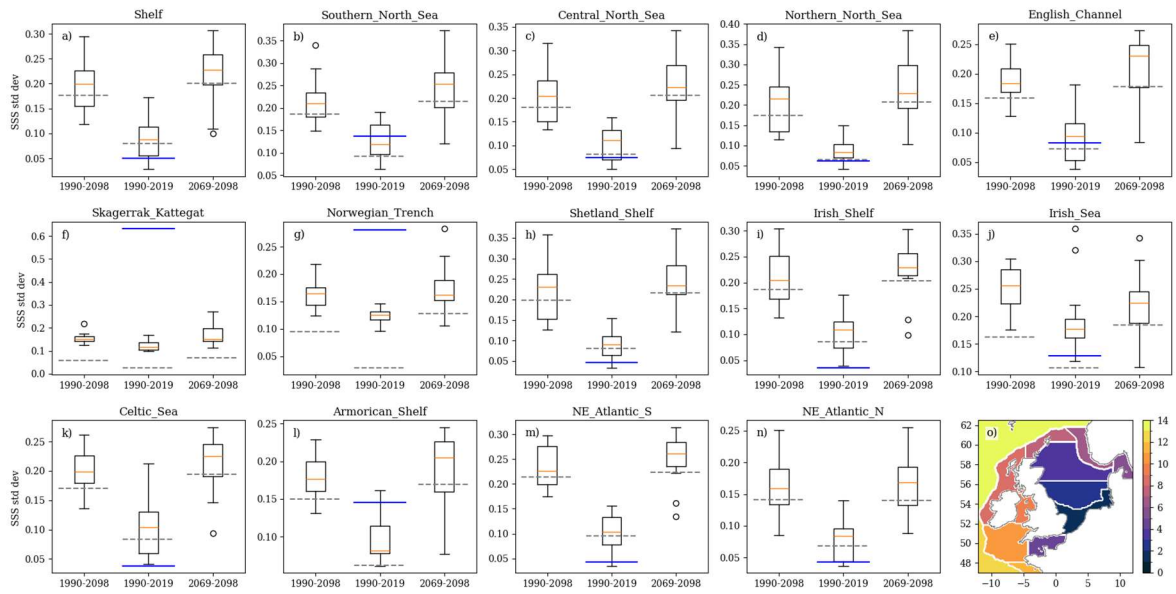 Shelf
a)
SSS std dev
0.30
0.25
0.20
0.15
0.10
0.05
1990-2098 1990-2019 2069-2098
Southern_North_Sea
b)
0.35
0.30
0.25
0.20
0.15
0.10
0.05
1990-2098 1990-2019 2069-2098
Central_North_Sea
c)
0.35
0.30
0.25
0.20
0.15
0.10
0.05
1990-2098 1990-2019 2069-2098
Northern_North_Sea
d)
0.40
0.35
0.30
0.25
0.20
0.15
0.10
0.05
1990-2098 1990-2019 2069-2098
English_Channel
e)
0.25
0.20
0.15
0.10
0.05
1990-2098 1990-2019 2069-2098
Skagerrak_Kattegat
f)
SSS std dev
0.6
0.5
0.4
0.3
0.2
0.1
0.0
1990-2098 1990-2019 2069-2098
Norwegian_Trench
g)
0.25
0.20
0.15
0.10
0.05
1990-2098 1990-2019 2069-2098
Shetland_Shelf
h)
0.35
0.30
0.25
0.20
0.15
0.10
0.05
1990-2098 1990-2019 2069-2098
Irish_Shelf
i)
0.30
0.25
0.20
0.15
0.10
0.05
1990-2098 1990-2019 2069-2098
Irish_Sea
j)
0.35
0.30
0.25
0.20
0.15
0.10
1990-2098 1990-2019 2069-2098
Celtic_Sea
k)
SSS std dev
0.25
0.20
0.15
0.10
0.05
1990-2098 1990-2019 2069-2098
Armorican_Shelf
l)
0.25
0.20
0.15
0.10
1990-2098 1990-2019 2069-2098
NE_Atlantic_S
m)
0.30
0.25
0.20
0.15
0.10
0.05
1990-2098 1990-2019 2069-2098
NE_Atlantic_N
n)
0.25
0.20
0.15
0.10
0.05
1990-2098 1990-2019 2069-2098
o)
62
60
58
56
54
52
50
48
−10 −5 0 5 10
14
12
10
8
6
4
2
0